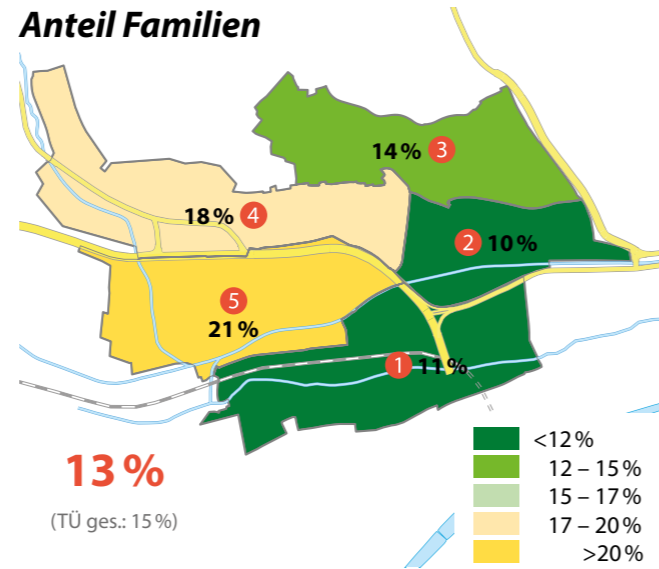 Anteil Familien
14 % 3
18 % 4
2 10 %
5
21 %
1 11 %
13 %
(TÜ ges.: 15 %)
<12 %
12 – 15 %
15 – 17 %
17 – 20 %
>20 %